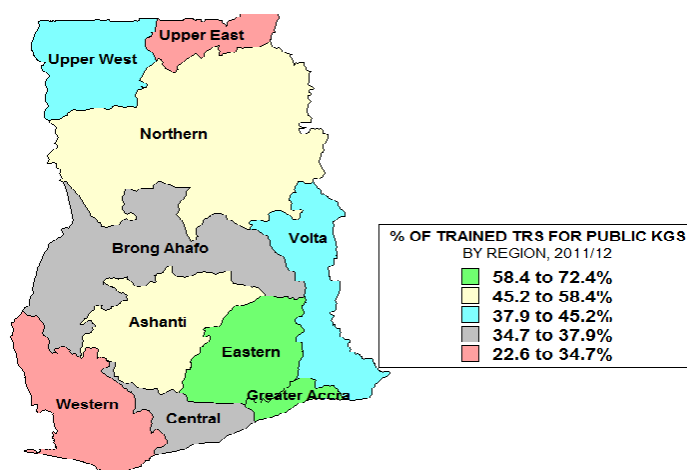 Upper East
Upper West
Northern
Brong Ahafo
Volta
Ashanti
Eastern
Greater Accra
Western
Central
% OF TRAINED TRS FOR PUBLIC KGS
BY REGION, 2011/12
58.4 to 72.4%
45.2 to 58.4%
37.9 to 45.2%
34.7 to 37.9%
22.6 to 34.7%